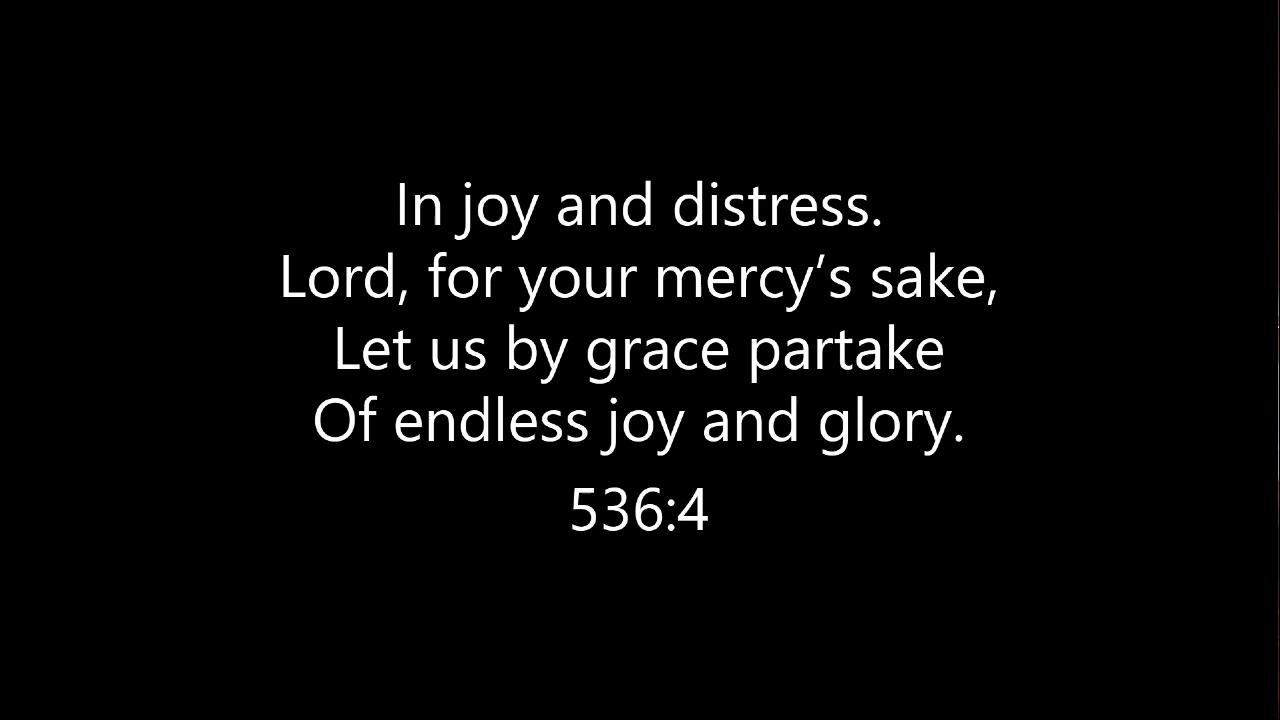 In joy and distress.
Lord, for your mercy’s sake,
Let us by grace partake
Of endless joy and glory.
536:4